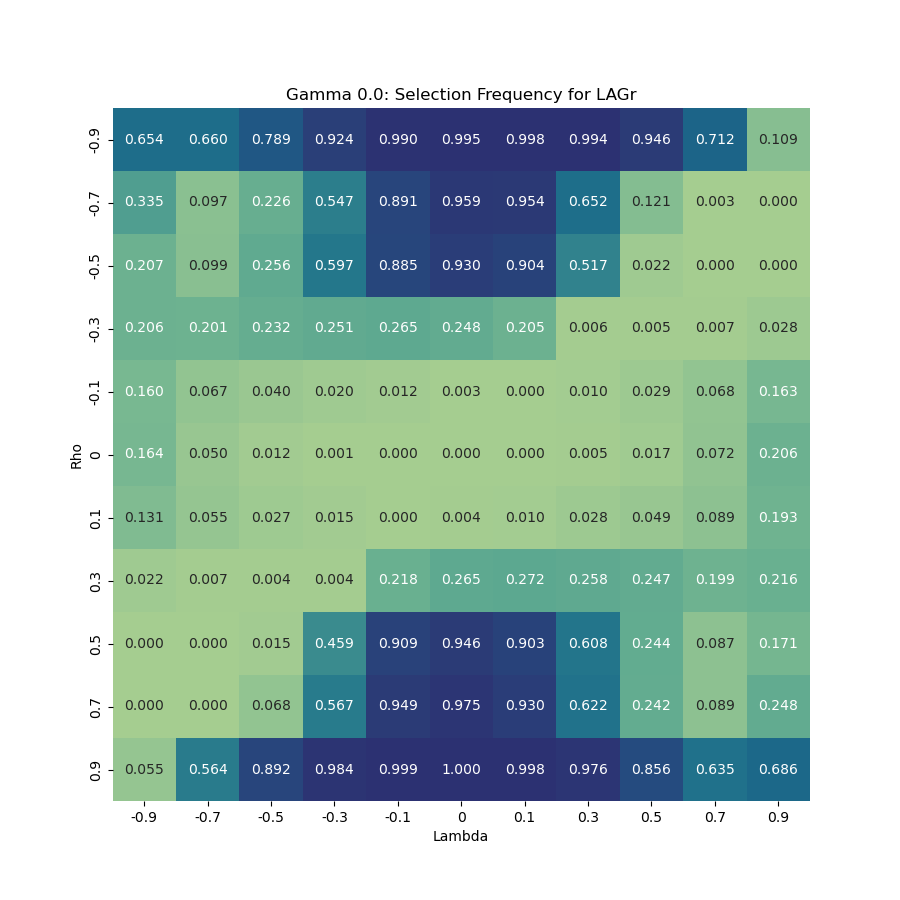 Gamma 0.0: Selection Frequency for LAGr
-0.9 0.654 0.660 0.789 0.924 0.990 0.995 0.998 0.994 0.946 0.712 0.109
-0.7 0.335 0.097 0.226 0.547 0.891 0.959 0.954 0.652 0.121 0.003 0.000
-0.5 0.207 0.099 0.256 0.597 0.885 0.930 0.904 0.517 0.022 0.000 0.000
-0.3 0.206 0.201 0.232 0.251 0.265 0.248 0.205 0.006 0.005 0.007 0.028
-0.1 0.160 0.067 0.040 0.020 0.012 0.003 0.000 0.010 0.029 0.068 0.163
Rho
0 0.164 0.050 0.012 0.001 0.000 0.000 0.000 0.005 0.017 0.072 0.206
0.1 0.131 0.055 0.027 0.015 0.000 0.004 0.010 0.028 0.049 0.089 0.193
0.3 0.022 0.007 0.004 0.004 0.218 0.265 0.272 0.258 0.247 0.199 0.216
0.5 0.000 0.000 0.015 0.459 0.909 0.946 0.903 0.608 0.244 0.087 0.171
0.7 0.000 0.000 0.068 0.567 0.949 0.975 0.930 0.622 0.242 0.089 0.248
0.9 0.055 0.564 0.892 0.984 0.999 1.000 0.998 0.976 0.856 0.635 0.686
-0.9 -0.7 -0.5 -0.3 -0.1 0 0.1 0.3 0.5 0.7 0.9
Lambda